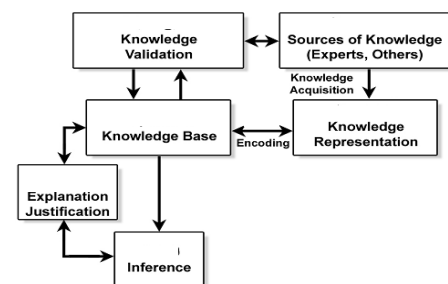 Knowledge
Validation
Sources of Knowledge
(Experts, Others)
Knowledge
Acquisition
Knowledge Base
Encoding
Knowledge
Representation
Explanation
Justification
Inference